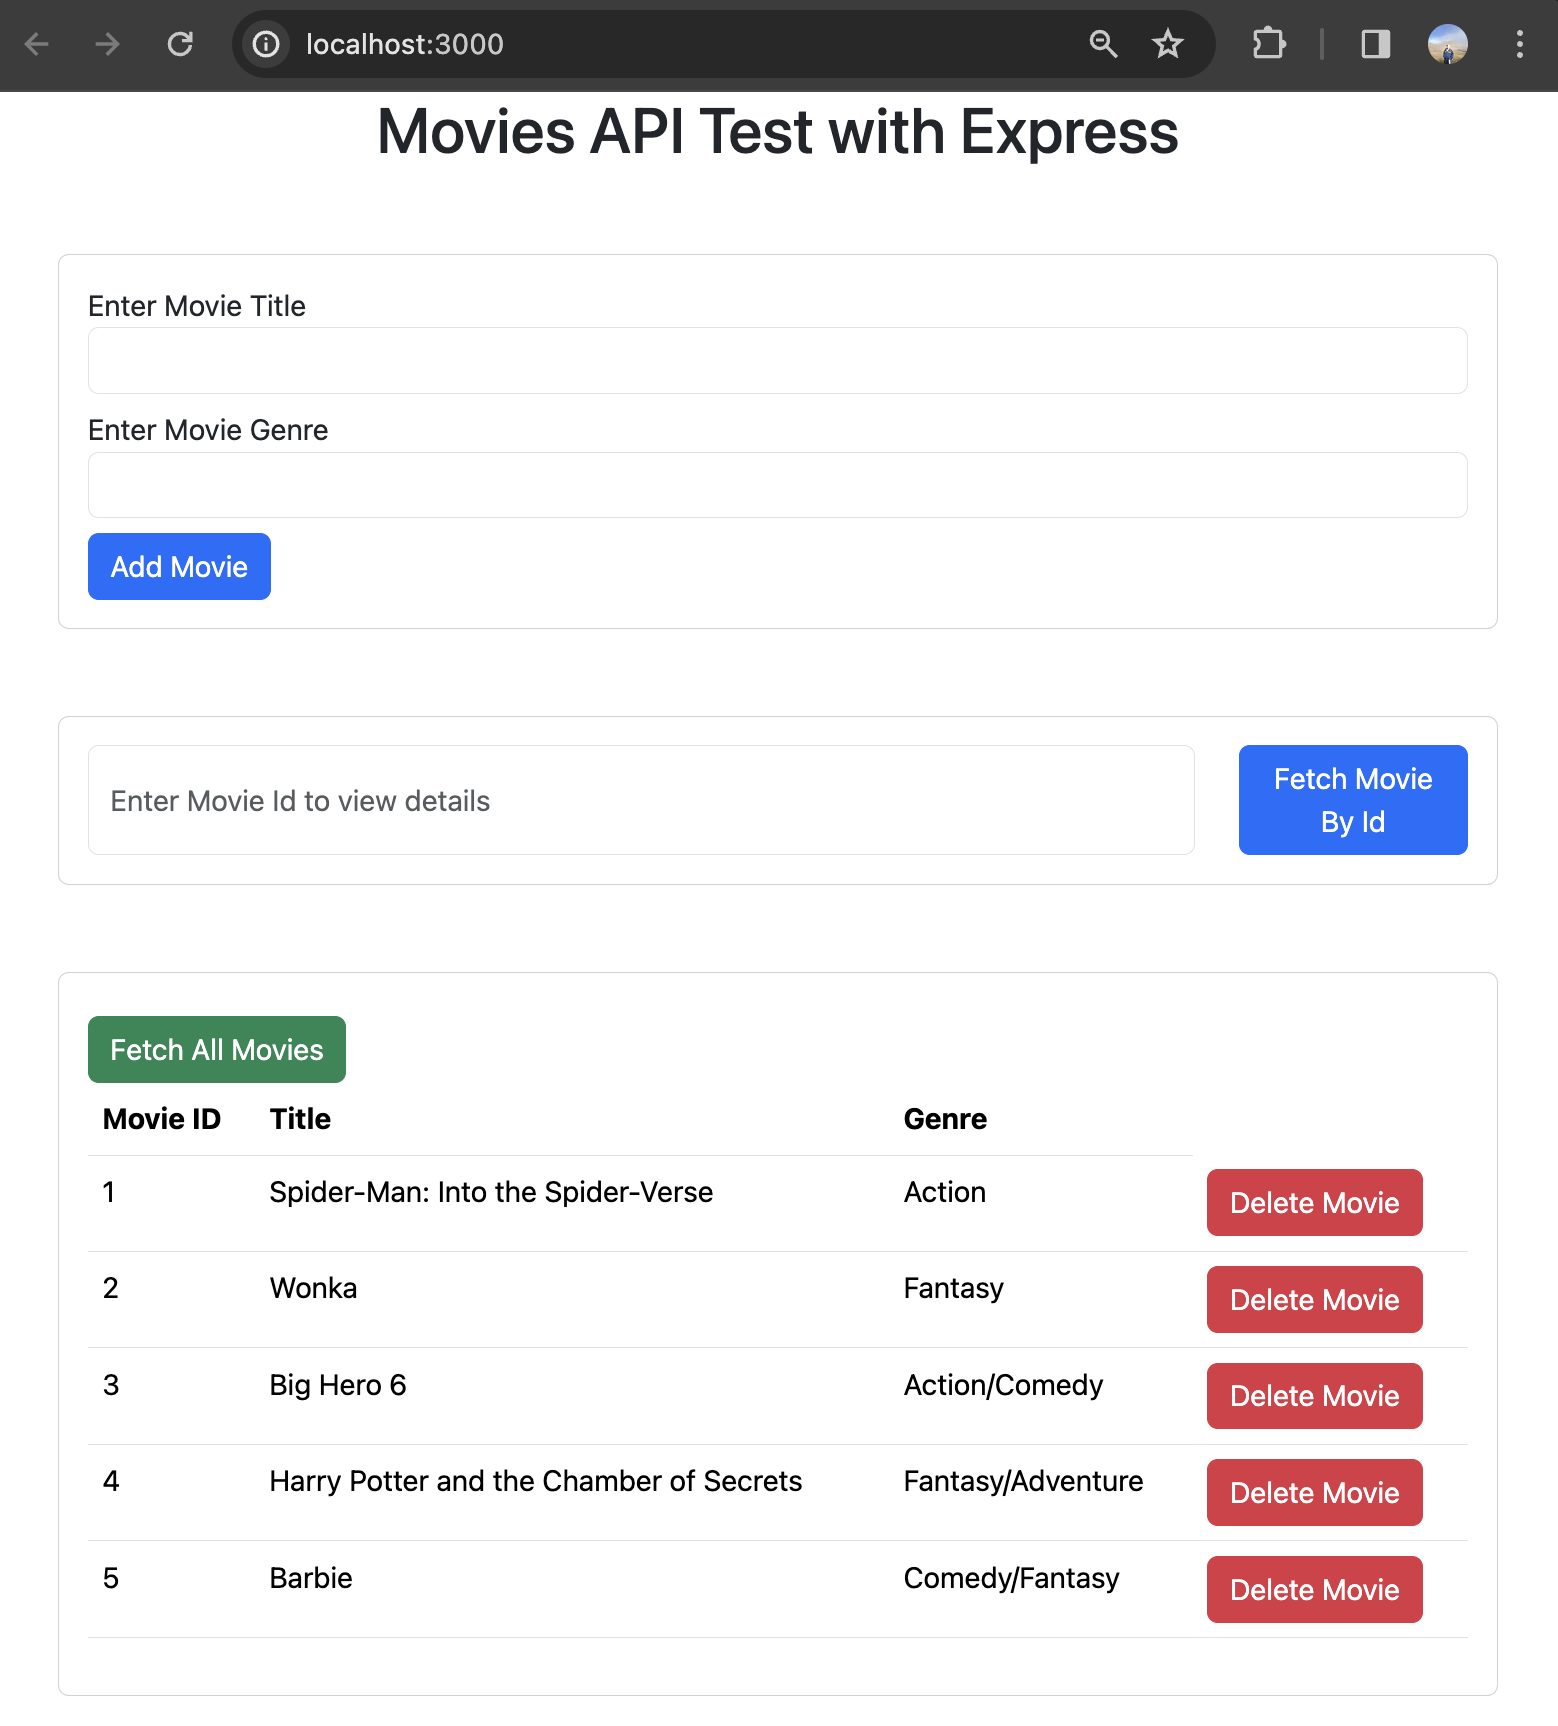 localhost:3000
Movies API Test with Express
Enter Movie Title
Enter Movie Genre
Add Movie
Enter Movie Id to view details
Fetch Movie
By Id
Fetch All Movies
Movie ID Title Genre
1 Spider-Man: Into the Spider-Verse Action Delete Movie
2 Wonka Fantasy Delete Movie
3 Big Hero 6 Action/Comedy Delete Movie
4 Harry Potter and the Chamber of Secrets Fantasy/Adventure Delete Movie
5 Barbie Comedy/Fantasy Delete Movie